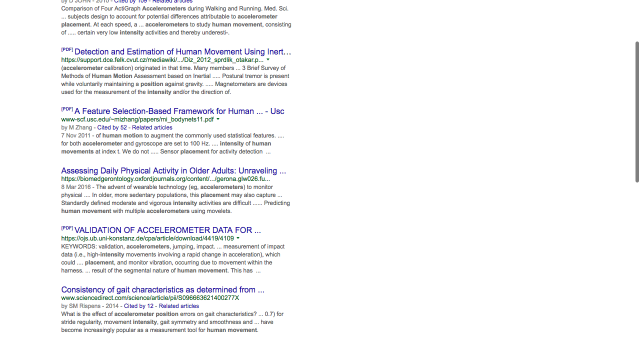 by D JOHN - 2010 - Cited by 109 - Related articles
Comparison of Four ActiGraph Accelerometers during Walking and Running. Med. Sci.
... subjects design to account for potential differences attributable to accelerometer
placement. At each speed, a ... accelerometers to study human movement, consisting
of .... certain very low intensity activities and thereby underesti-.
[PDF] Detection and Estimation of Human Movement Using Inert...
https://support.dce.felk.cvut.cz/mediawiki/.../Diz_2012_sprdlik_otakar.p...
(accelerometer calibration) originated in that time. Many members ... 3 Brief Survey of
Methods of Human Motion Assessment based on Inertial ..... Postural tremor is present
while voluntarily maintaining a position against gravity. .... Magnetometers are devices
used for the measurement of the intensity and/or the direction of.
[PDF] A Feature Selection-Based Framework for Human ... - Usc
www-scf.usc.edu/~mizhang/papers/mi_bodynets11.pdf
by M Zhang - Cited by 52 - Related articles
7 Nov 2011 - of human motion to augment the commonly used statistical features. ....
for both accelerometer and gyroscope are set to 100 Hz. .... intensity of human
movements at index t. We do not ..... Sensor placement for activity detection ...
Assessing Daily Physical Activity in Older Adults: Unraveling ...
https://biomedgerontology.oxfordjournals.org/content/.../gerona.glw026.fu...
8 Mar 2016 - The advent of wearable technology (eg, accelerometers) to monitor
physical .... In older, more sedentary populations, this placement may also capture ...
Standardly defined moderate and vigorous intensity activities are difficult ...... Predicting
human movement with multiple accelerometers using movelets.
[PDF] VALIDATION OF ACCELEROMETER DATA FOR ...
https://ojs.ub.uni-konstanz.de/cpa/article/download/4419/4109
KEYWORDS: validation, accelerometers, jumping, impact. ... measurement of impact
data (i.e., high-intensity movements involving a rapid change in acceleration), which
could .... placement, and monitor vibration, occurring due to movement within the
harness. ... result of the segmental nature of human movement. This has ...
Consistency of gait characteristics as determined from ...
www.sciencedirect.com/science/article/pii/S096663621400277X
by SM Rispens - 2014 - Cited by 12 - Related articles
What is the effect of accelerometer position errors on gait characteristics? ... 0.7) for
stride regularity, movement intensity, gait symmetry and smoothness and ... have
become increasingly popular as a measurement tool for human movement.